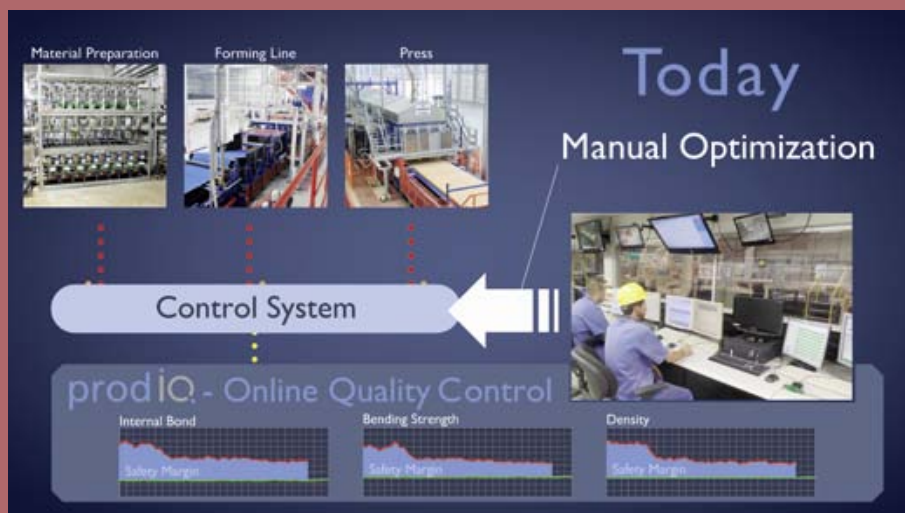 Material Preparation
Forming Line
Press
Today
Manual Optimization
Control System
prodIQ. - Online Quality Control
Internal Bond
Bending Strength
Density
Safety Margin
Safety Margin
Safety Margin